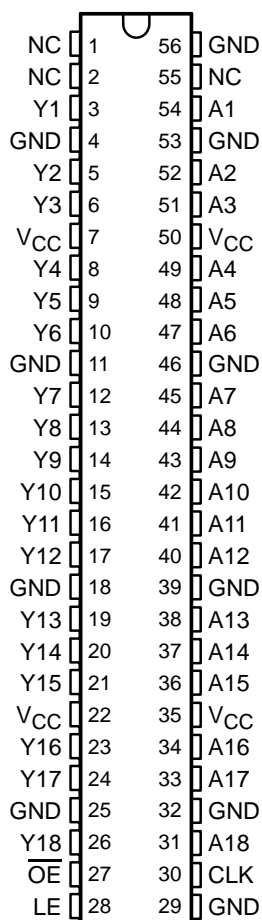 NC 1 56 GND
NC 2 55 NC
Y1 3 54 A1
GND 4 53 GND
Y2 5 52 A2
Y3 6 51 A3
VCC 7 50 VCC
Y4 8 49 A4
Y5 9 48 A5
Y6 10 47 A6
GND 11 46 GND
Y7 12 45 A7
Y8 13 44 A8
Y9 14 43 A9
Y10 15 42 A10
Y11 16 41 A11
Y12 17 40 A12
GND 18 39 GND
Y13 19 38 A13
Y14 20 37 A14
Y15 21 36 A15
VCC 22 35 VCC
Y16 23 34 A16
Y17 24 33 A17
GND 25 32 GND
Y18 26 31 A18
O̅E̅ 27 30 CLK
LE 28 29 GND